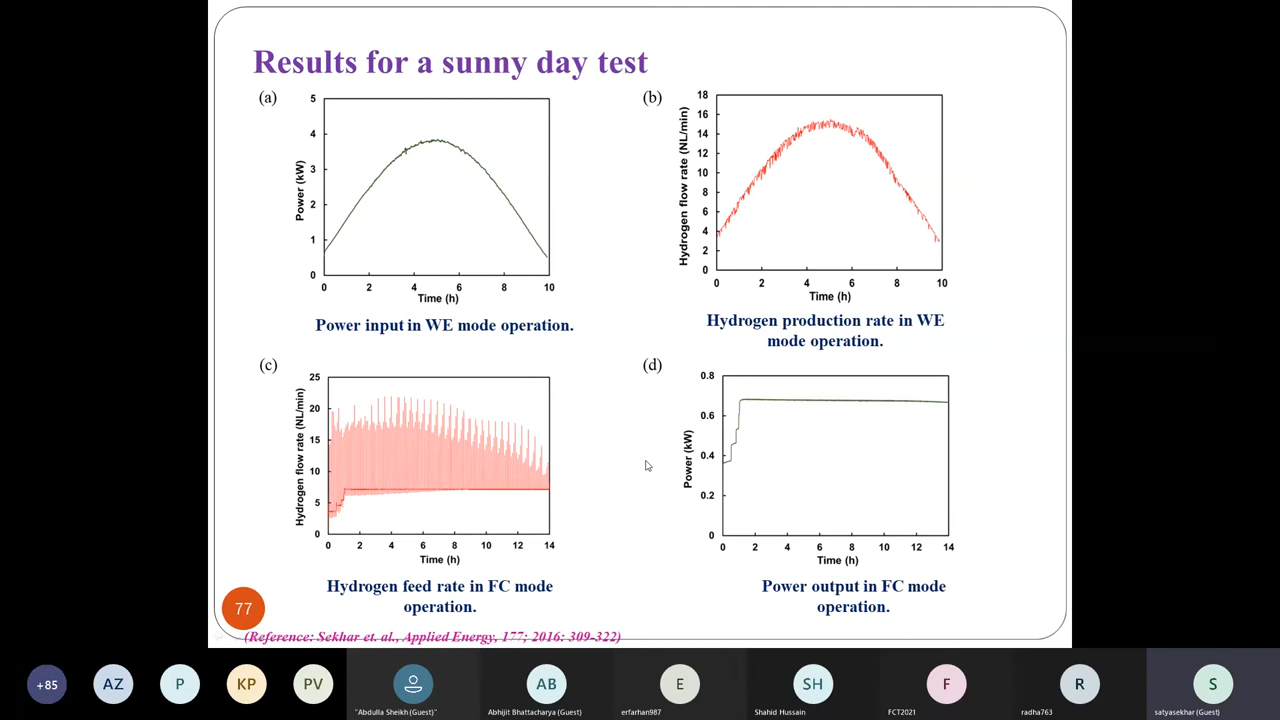 Results for a sunny day test
(a)
5
4
3
2
1
0
Power (kW)
0 2 4 6 8 10
Time (h)
Power input in WE mode operation.
(b)
18
16
14
12
10
8
6
4
2
0
Hydrogen flow rate (NL/min)
0 2 4 6 8 10
Time (h)
Hydrogen production rate in WE
mode operation.
(c)
25
20
15
10
5
0
Hydrogen flow rate (NL/min)
0 2 4 6 8 10 12 14
Time (h)
Hydrogen feed rate in FC mode
operation.
(d)
0.8
0.6
0.4
0.2
0
Power (kW)
0 2 4 6 8 10 12 14
Time (h)
Power output in FC mode
operation.
77
(Reference: Sekhar et. al., Applied Energy, 177; 2016: 309-322)
+85 AZ P KP PV AB E SH F R S
"Abdulla Sheikh (Guest)" Abhijit Bhattacharya (Guest) erfarhan987 Shahid Hussain FCT2021 radha763 satyasekhar (Guest)